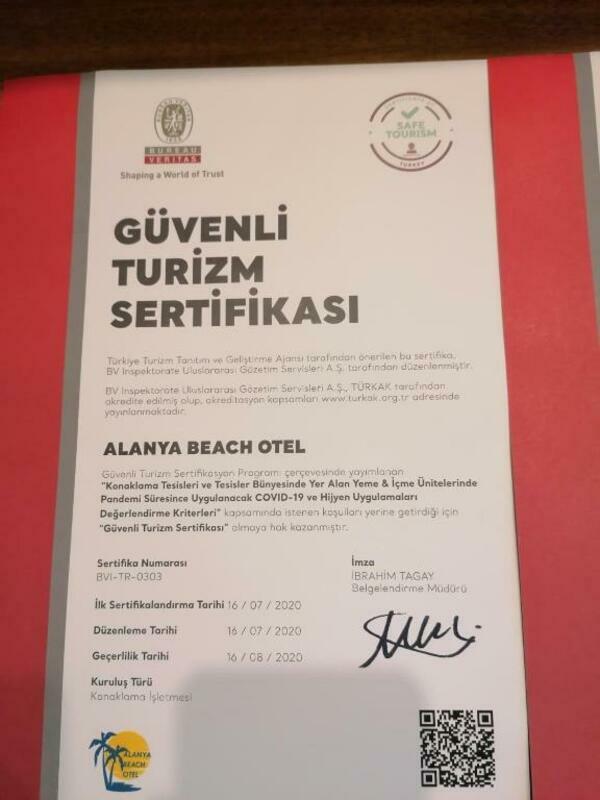 BUREAU VERITAS
1828
BUREAU
VERITAS
Shaping a World of Trust
SAFE
TOURISM
TURKEY
GÜVENLİ
TURİZM
SERTİFİKASI
Türkiye Turizm Tanıtım ve Geliştirme Ajansı tarafından önerilen bu sertifika,
BV Inspektorate Uluslararası Gözetim Servisleri A.Ş. tarafından düzenlenmiştir.
BV Inspektorate Uluslararası Gözetim Servisleri A.Ş., TÜRKAK tarafından
akredite edilmiş olup, akreditasyon kapsamları www.turkak.org.tr adresinde
yayınlanmaktadır.
ALANYA BEACH OTEL
Güvenli Turizm Sertifikasyon Programı çerçevesinde yayımlanan
"Konaklama Tesisleri ve Tesisler Bünyesinde Yer Alan Yeme & İçme Ünitelerinde
Pandemi Süresince Uygulanacak COVID-19 ve Hijyen Uygulamaları
Değerlendirme Kriterleri" kapsamında istenen koşulları yerine getirdiği için
"Güvenli Turizm Sertifikası" almaya hak kazanmıştır.
Sertifika Numarası
BVI-TR-0303
İmza
İBRAHİM TAGAY
Belgelendirme Müdürü
İlk Sertifikalandırma Tarihi 16 / 07 / 2020
Düzenleme Tarihi 16 / 07 / 2020
Geçerlilik Tarihi 16 / 08 / 2020
Kuruluş Türü
Konaklama İşletmesi
ALANYA
BEACH
OTEL